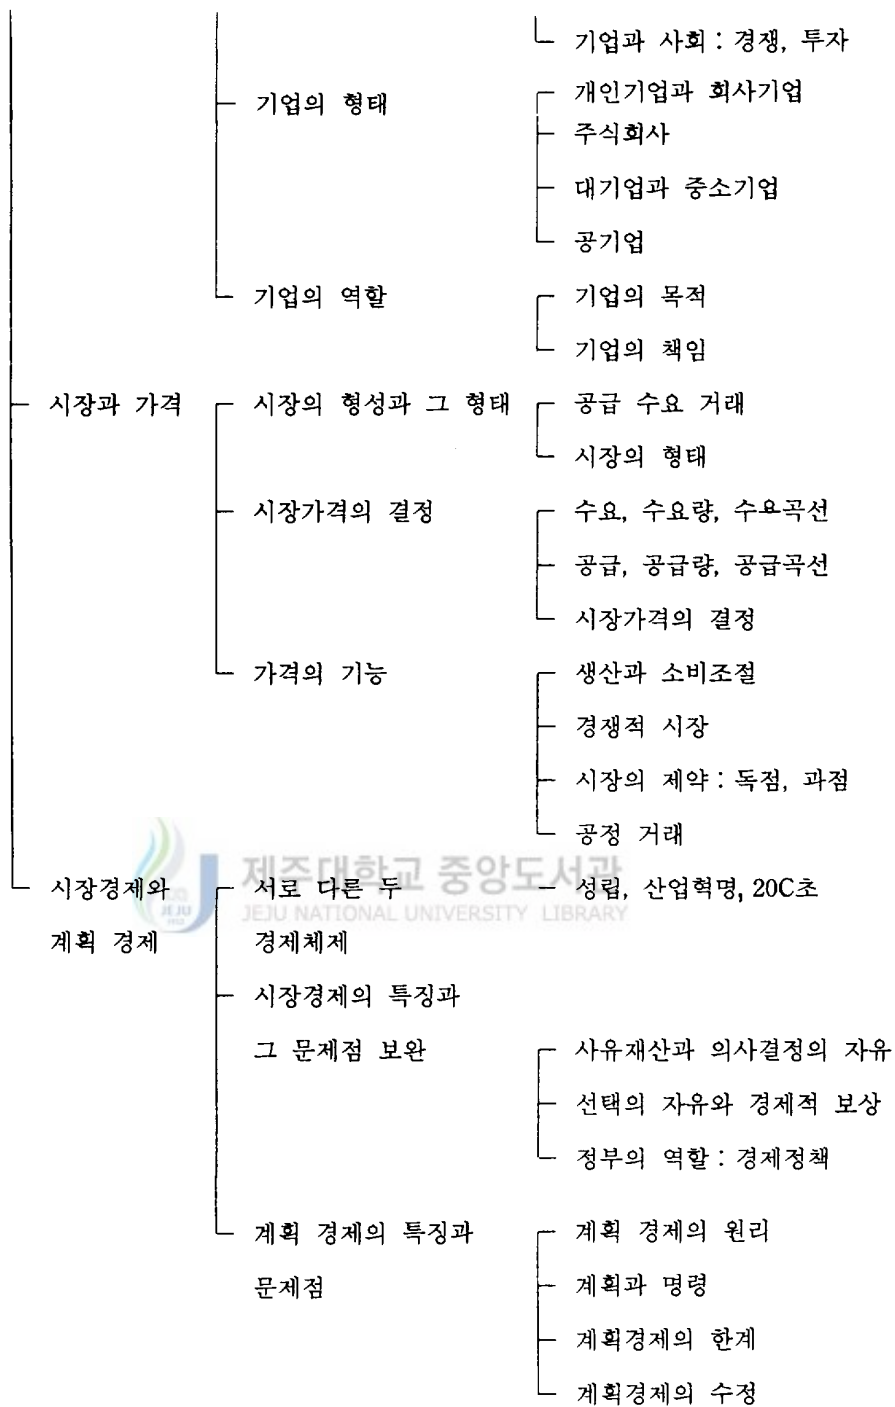 기업과 사회 : 경쟁, 투자
기업의 형태
개인기업과 회사기업
주식회사
대기업과 중소기업
공기업
기업의 역할
기업의 목적
기업의 책임
시장과 가격
시장의 형성과 그 형태
공급 수요 거래
시장의 형태
시장가격의 결정
수요, 수요량, 수요곡선
공급, 공급량, 공급곡선
시장가격의 결정
가격의 기능
생산과 소비조절
경쟁적 시장
시장의 제약 : 독점, 과점
공정 거래
제주대학교 중앙도서관
JEJU NATIONAL UNIVERSITY LIBRARY
JEJU
1952
시장경제와
계획 경제
서로 다른 두
경제체제
성립, 산업혁명, 20C초
시장경제의 특징과
그 문제점 보완
사유재산과 의사결정의 자유
선택의 자유와 경제적 보상
정부의 역할 : 경제정책
계획 경제의 특징과
문제점
계획 경제의 원리
계획과 명령
계획경제의 한계
계획경제의 수정